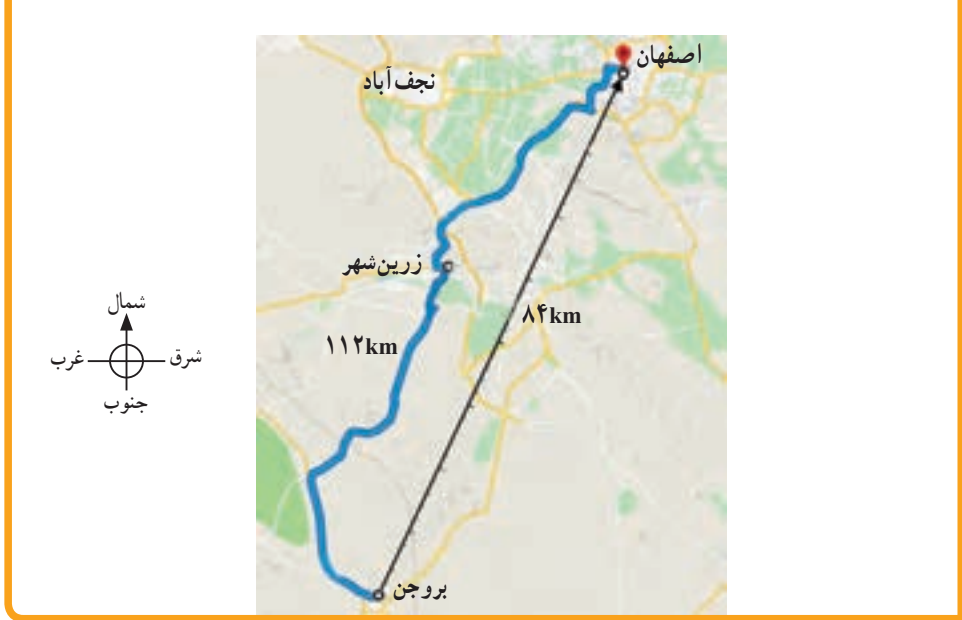 اصفهان
نجف‌آباد
زرین‌شهر
۸۴km
۱۱۲km
شمال
شرق
غرب
جنوب
بروجن